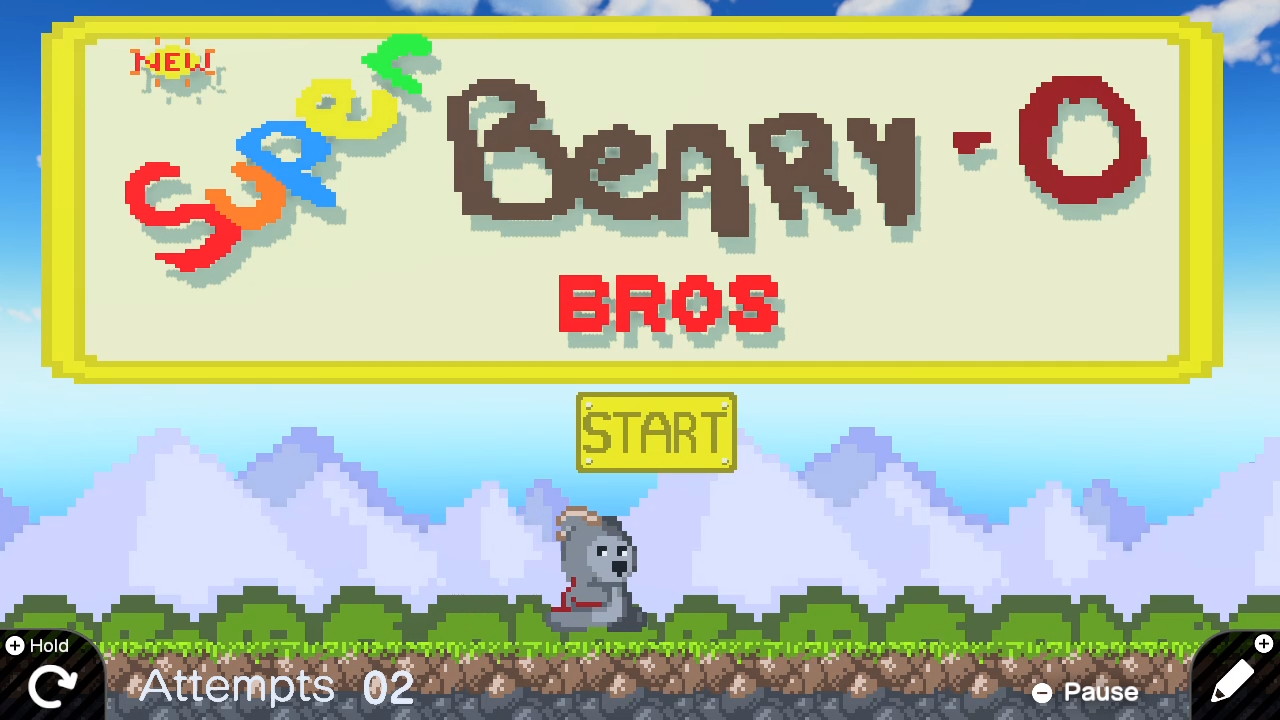 NEW
Super BeARY-O
BROS
START
Hold
Attempts 02
Pause